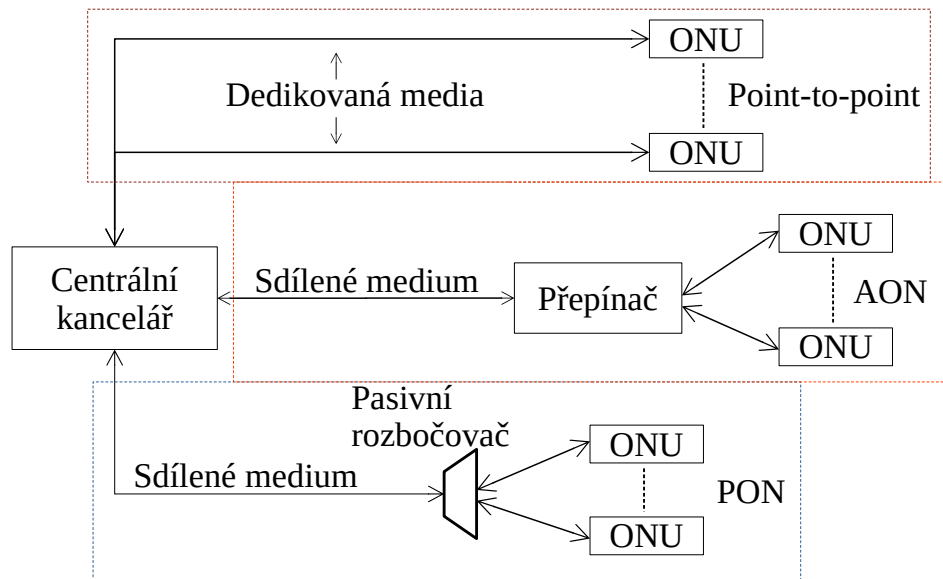 ONU
Dedikovaná media
Point-to-point
ONU
ONU
Centrální
kancelář
Sdílené medium
Přepínač
AON
ONU
Pasivní
rozbočovač
ONU
Sdílené medium
PON
ONU